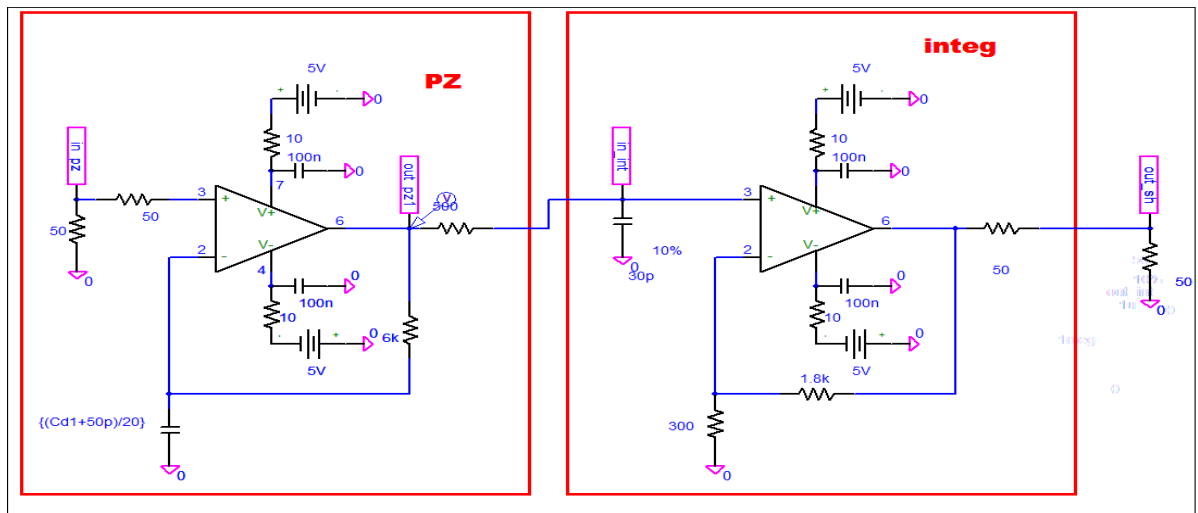 PZ
integ
5V
+
-
0
10
100n
0
7
in_pz
50
3
+
V+
50
0
2
-
V-
4
6
out_pz1
V
500
0
100n
10
0
-
+
5V
6k
{(Cd1+50p)/20}
0
in_int
10%
0
30p
5V
+
-
0
10
100n
0
3
+
V+
2
-
V-
6
50
out_sh
50
0
0
100n
10
0
-
+
5V
1.8k
300
0